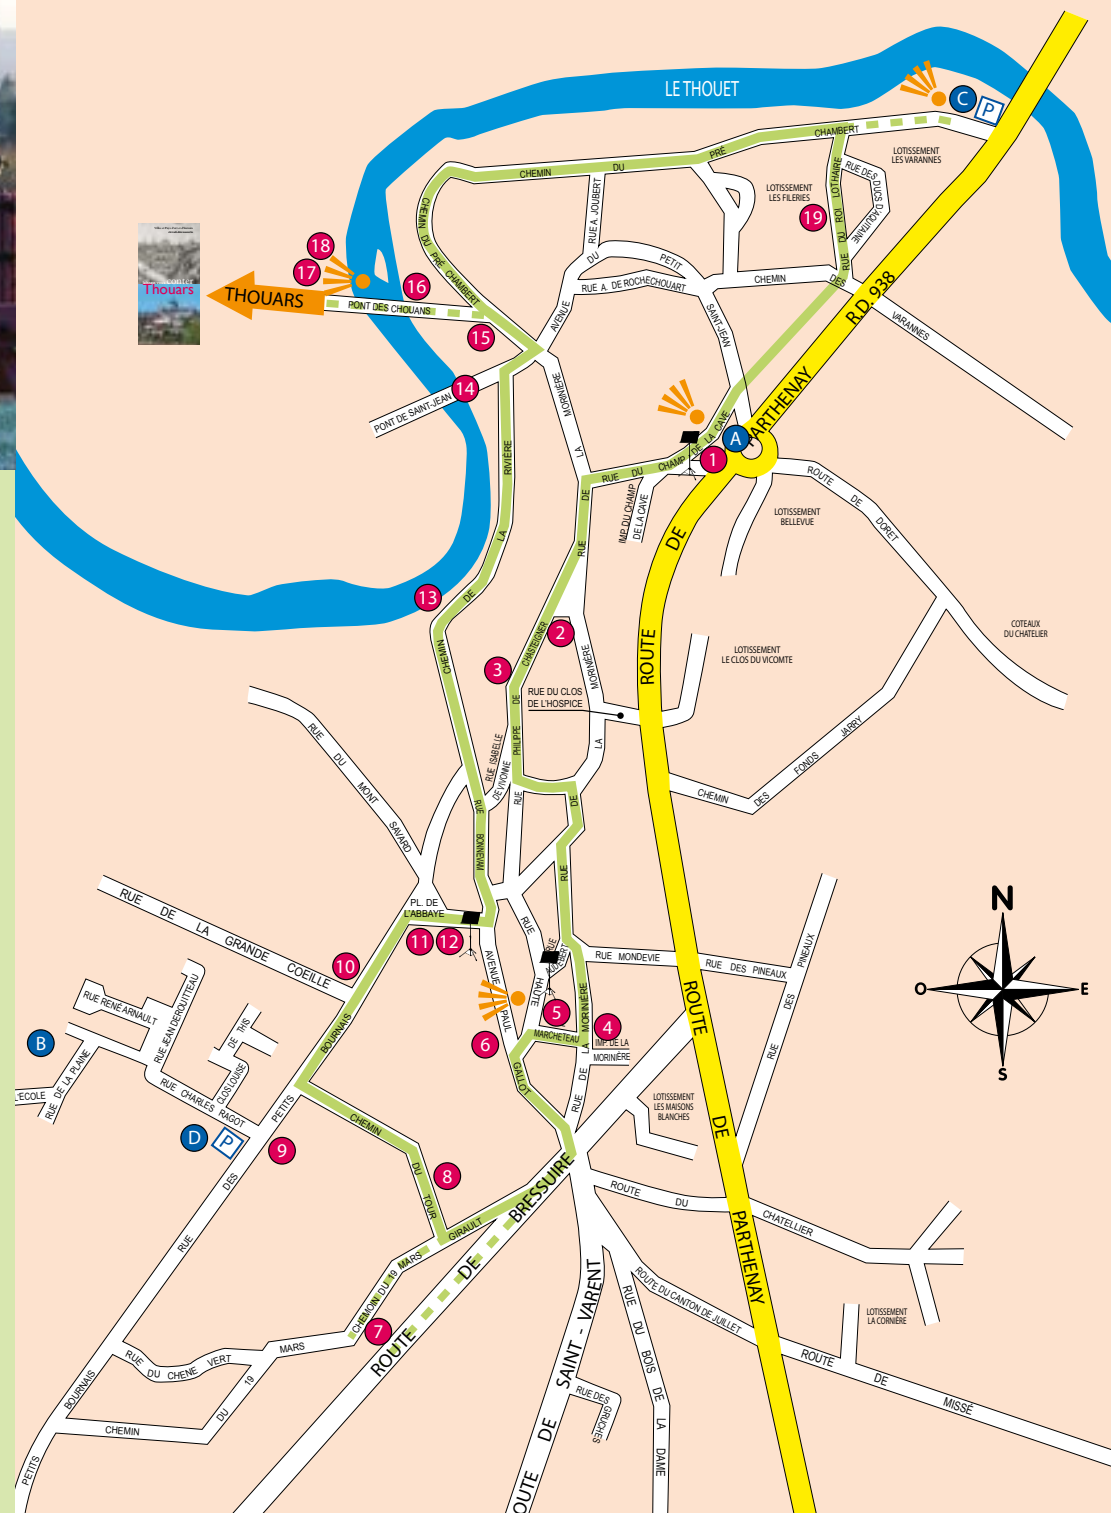 LE THOUET
C
P
CHAMBERT
LOTISSEMENT
LES VARANNES
PRÉ
DU
CHEMIN
RUE DES
DUCS D'AQUITAINE
LOTISSEMENT
LES FILERIES
RUE DU ROI LOTHAIRE
19
RUE A. JOUBERT
CHEMIN DU PRÉ CHAMBERT
18
17
16
THOUARS
PONT DES CHOUANS
15
Thouars
DU
PETIT
CHEMIN
DES
VARANNES
RUE A. DE ROCHECHOUART
SAINT-JEAN
AVENUE
R.D. 938
14
PONT DE SAINT-JEAN
MORINIÈRE
LA
DE
RUE
RUE DU CHAMP DE LA CAVE
A
1
PARTHENAY
DE
ROUTE
IMP. DU CHAMP
DE LA CAVE
ROUTE
DE
DORET
LOTISSEMENT
BELLEVUE
RIVIÈRE
LA
DE
CHEMIN
13
COTEAUX
DU CHATELIER
2
3
CHASTEIGNER
DE
PHILIPPE
RUE
MORINIÈRE
LA
LOTISSEMENT
LE CLOS DU VICOMTE
RUE DU CLOS
DE L'HOSPICE
RUE ISABELLE
DE VIVONNE
CHEMIN
DES
FONDS
JARRY
RUE
DU
MONT
SAVARD
RUE
BONNEVAM
DE
RUE
PL. DE
L'ABBAYE
11
12
RUE
DE
LA
GRANDE
COEILLE
10
RUE
HAUTE
RUE
AUDEBERT
RUE MONDEVIE
RUE DES PINEAUX
PINEAUX
DES
RUE
AVENUE
PAUL
GALLOT
5
6
4
MARCHETEAU
MORINIÈRE
LA
RUE DE
IMP. DE LA
MORINIÈRE
N
O
E
S
RUE RENÉ ARNAULT
RUE JEAN DEROUITTEAU
B
L'ECOLE
RUE DE LA PLAINE
RUE CHARLES RAGOT
CLOS LOUISE
DE THIS
D
P
BOURNAIS
PETITS
DES
RUE
BOURNAIS
PETITS
9
CHEMIN
DU
TOUR
GIRAULT
8
LOTISSEMENT
LES MAISONS
BLANCHES
ROUTE
DE
PARTHENAY
ROUTE
DU
CHATELLIER
BRESSUIRE
DE
ROUTE
CHEMOIN DU 19 MARS
7
RUE
DU CHENE VERT
MARS
19
DU
CHEMIN
ROUTE DU CANTON DE JUILLET
LOTISSEMENT
LA CORNIÈRE
ROUTE
DE
MISSÉ
RUE
DU
BOIS
DE
LA
DAME
SAINT - VARENT
DE
OUTE
RUE DES
GRUCHES